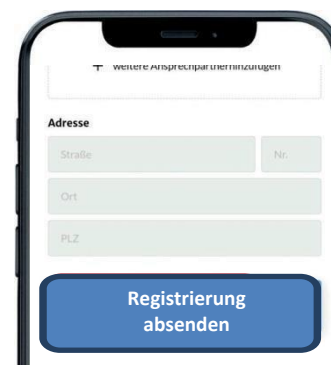 + weitere Ansprechpartnerhinzufügen
Adresse
Straße Nr.
Ort
PLZ
Registrierung
absenden